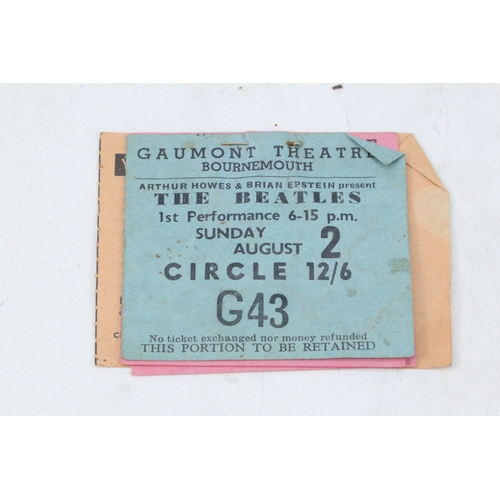 GAUMONT THEATRE
BOURNEMOUTH
ARTHUR HOWES & BRIAN EPSTEIN present
THE BEATLES
1st Performance 6-15 p.m.
SUNDAY
AUGUST 2
CIRCLE 12/6
G43
No ticket exchanged nor money refunded
THIS PORTION TO BE RETAINED